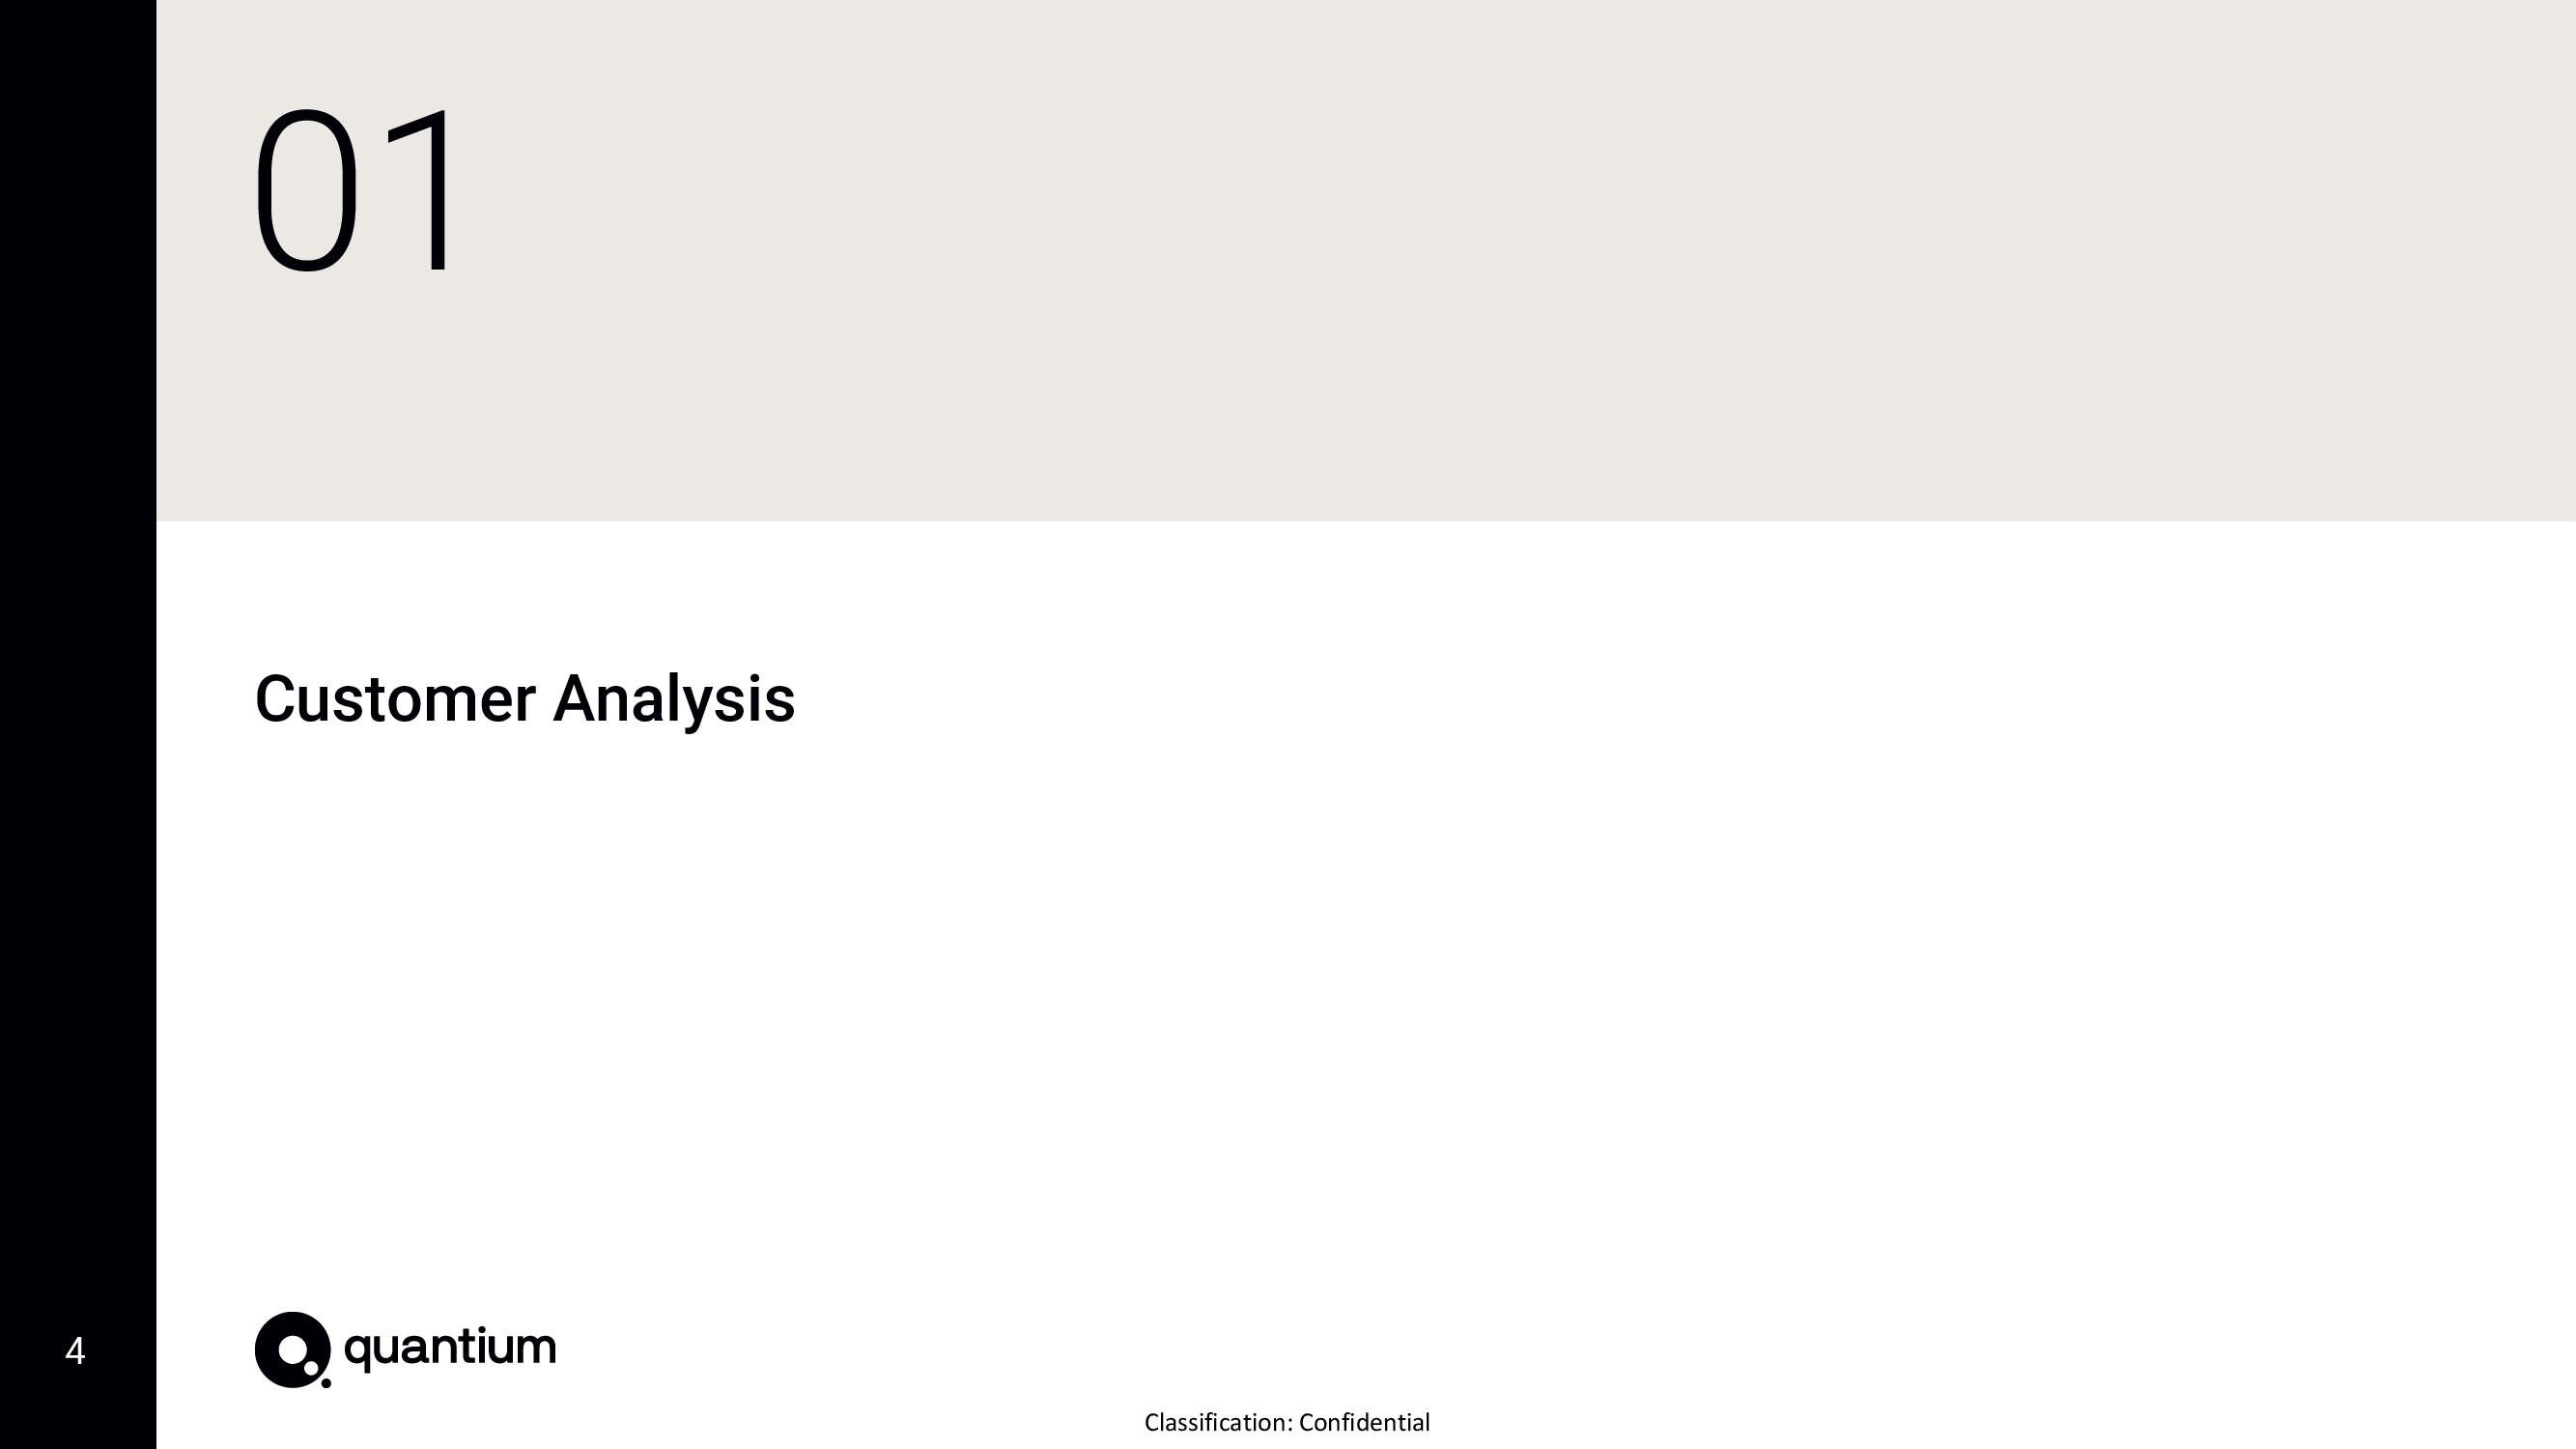 01
Customer Analysis
4
quantium
Classification: Confidential